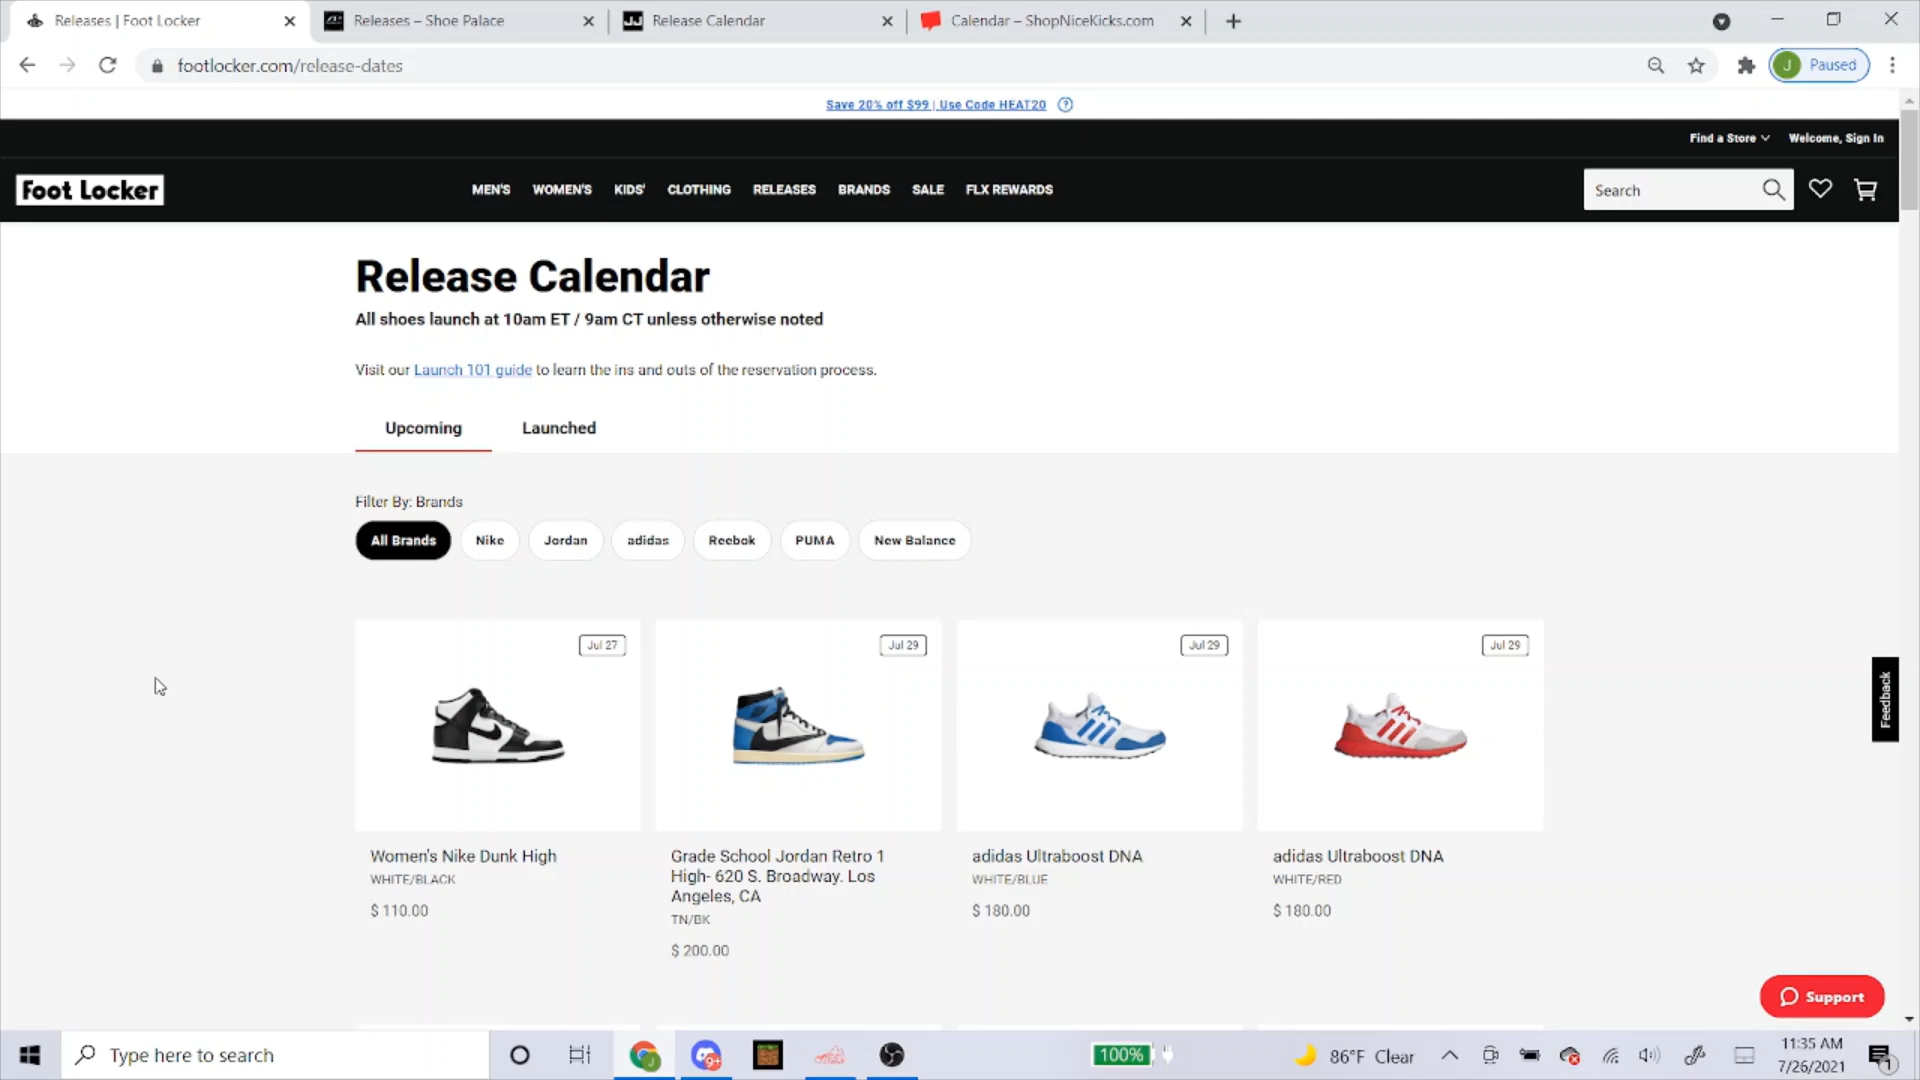 Releases | Foot Locker
Releases – Shoe Palace
Release Calendar
Calendar – ShopNiceKicks.com
footlocker.com/release-dates
J Paused
Save 20% off $99 | Use Code HEAT20
Find a Store
Welcome, Sign In
Foot Locker
MEN'S
WOMEN'S
KIDS'
CLOTHING
RELEASES
BRANDS
SALE
FLX REWARDS
Search
Release Calendar
All shoes launch at 10am ET / 9am CT unless otherwise noted
Visit our Launch 101 guide to learn the ins and outs of the reservation process.
Upcoming
Launched
Filter By: Brands
All Brands
Nike
Jordan
adidas
Reebok
PUMA
New Balance
Jul 27
Jul 29
Jul 29
Jul 29
Feedback
Women's Nike Dunk High
WHITE/BLACK
$ 110.00
Grade School Jordan Retro 1
High- 620 S. Broadway. Los
Angeles, CA
TN/BK
$ 200.00
adidas Ultraboost DNA
WHITE/BLUE
$ 180.00
adidas Ultraboost DNA
WHITE/RED
$ 180.00
Support
Type here to search
9+
100%
86°F Clear
11:35 AM
7/26/2021
1